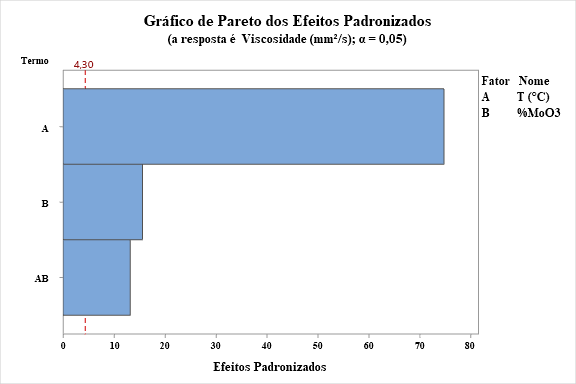 Gráfico de Pareto dos Efeitos Padronizados
(a resposta é Viscosidade (mm²/s); α = 0,05)
Termo
4,30
Fator Nome
A T (°C)
B %MoO3
A
B
AB
0 10 20 30 40 50 60 70 80
Efeitos Padronizados